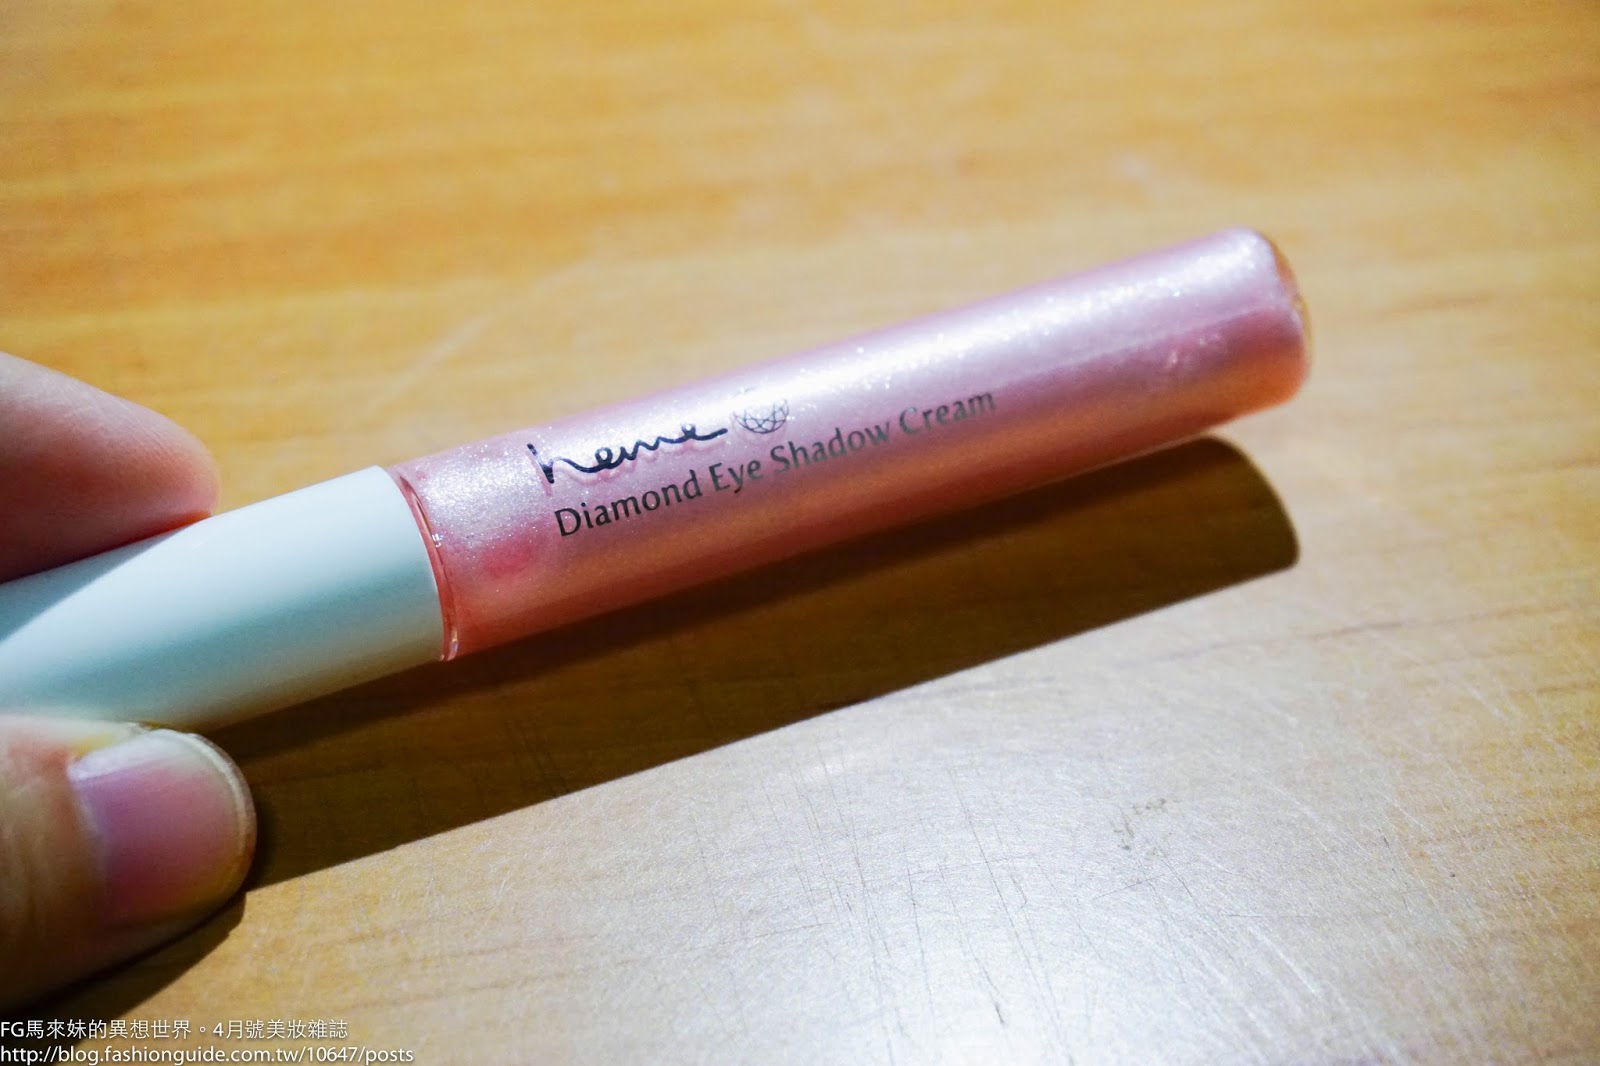 heme
Diamond Eye Shadow Cream
FG馬來妹的異想世界。4月號美妝雜誌
http://blog.fashionguide.com.tw/10647/posts